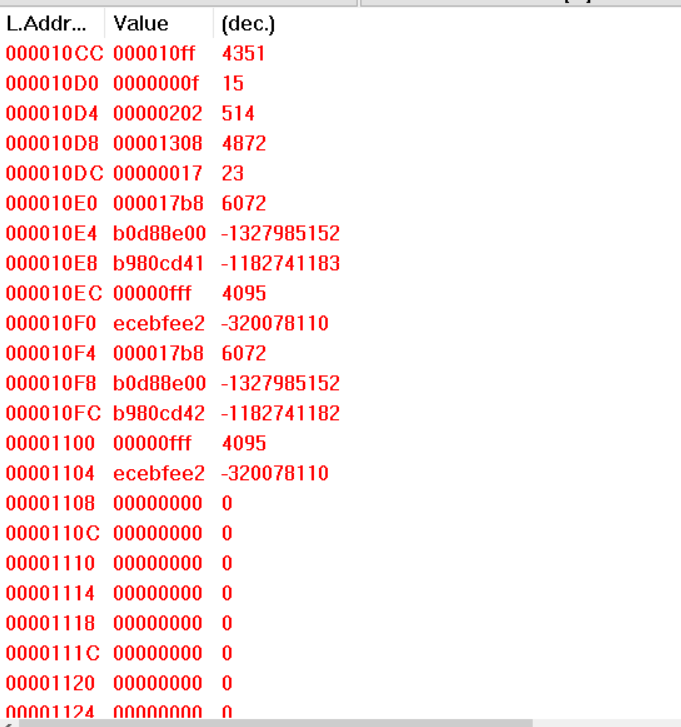 L.Addr... Value (dec.)
000010CC 000010ff 4351
000010D0 0000000f 15
000010D4 00000202 514
000010D8 00001308 4872
000010DC 00000017 23
000010E0 000017b8 6072
000010E4 b0d88e00 -1327985152
000010E8 b980cd41 -1182741183
000010EC 00000fff 4095
000010F0 ecebfee2 -320078110
000010F4 000017b8 6072
000010F8 b0d88e00 -1327985152
000010FC b980cd42 -1182741182
00001100 00000fff 4095
00001104 ecebfee2 -320078110
00001108 00000000 0
0000110C 00000000 0
00001110 00000000 0
00001114 00000000 0
00001118 00000000 0
0000111C 00000000 0
00001120 00000000 0
00001124 00000000 0